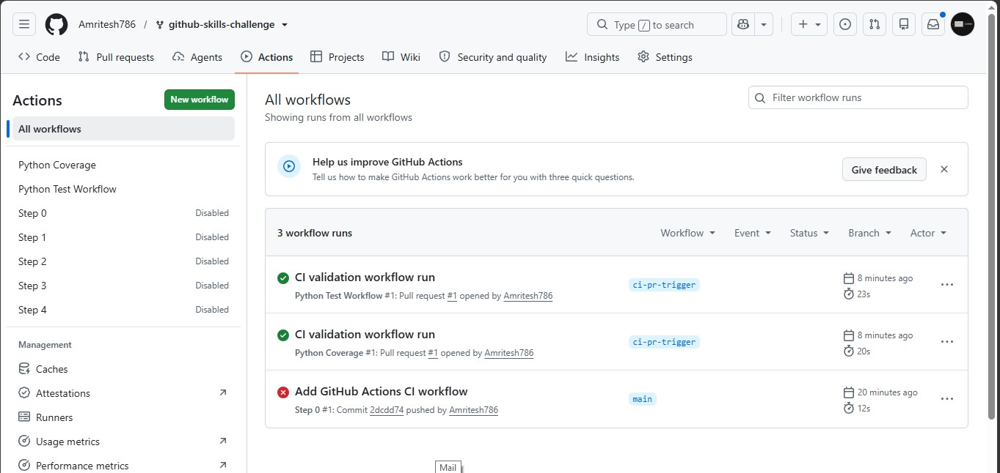 Amritesh786 / github-skills-challenge
Type / to search
Code Pull requests Agents Actions Projects Wiki Security and quality Insights Settings
Actions
New workflow
All workflows
Python Coverage
Python Test Workflow
Step 0 Disabled
Step 1 Disabled
Step 2 Disabled
Step 3 Disabled
Step 4 Disabled
Management
Caches
Attestations
Runners
Usage metrics
Performance metrics
All workflows
Showing runs from all workflows
Filter workflow runs
Help us improve GitHub Actions
Tell us how to make GitHub Actions work better for you with three quick questions.
Give feedback
3 workflow runs
Workflow Event Status Branch Actor
CI validation workflow run
Python Test Workflow #1: Pull request #1 opened by Amritesh786
ci-pr-trigger
8 minutes ago
23s
CI validation workflow run
Python Coverage #1: Pull request #1 opened by Amritesh786
ci-pr-trigger
8 minutes ago
20s
Add GitHub Actions CI workflow
Step 0 #1: Commit 2dcdd74 pushed by Amritesh786
main
20 minutes ago
12s
Mail